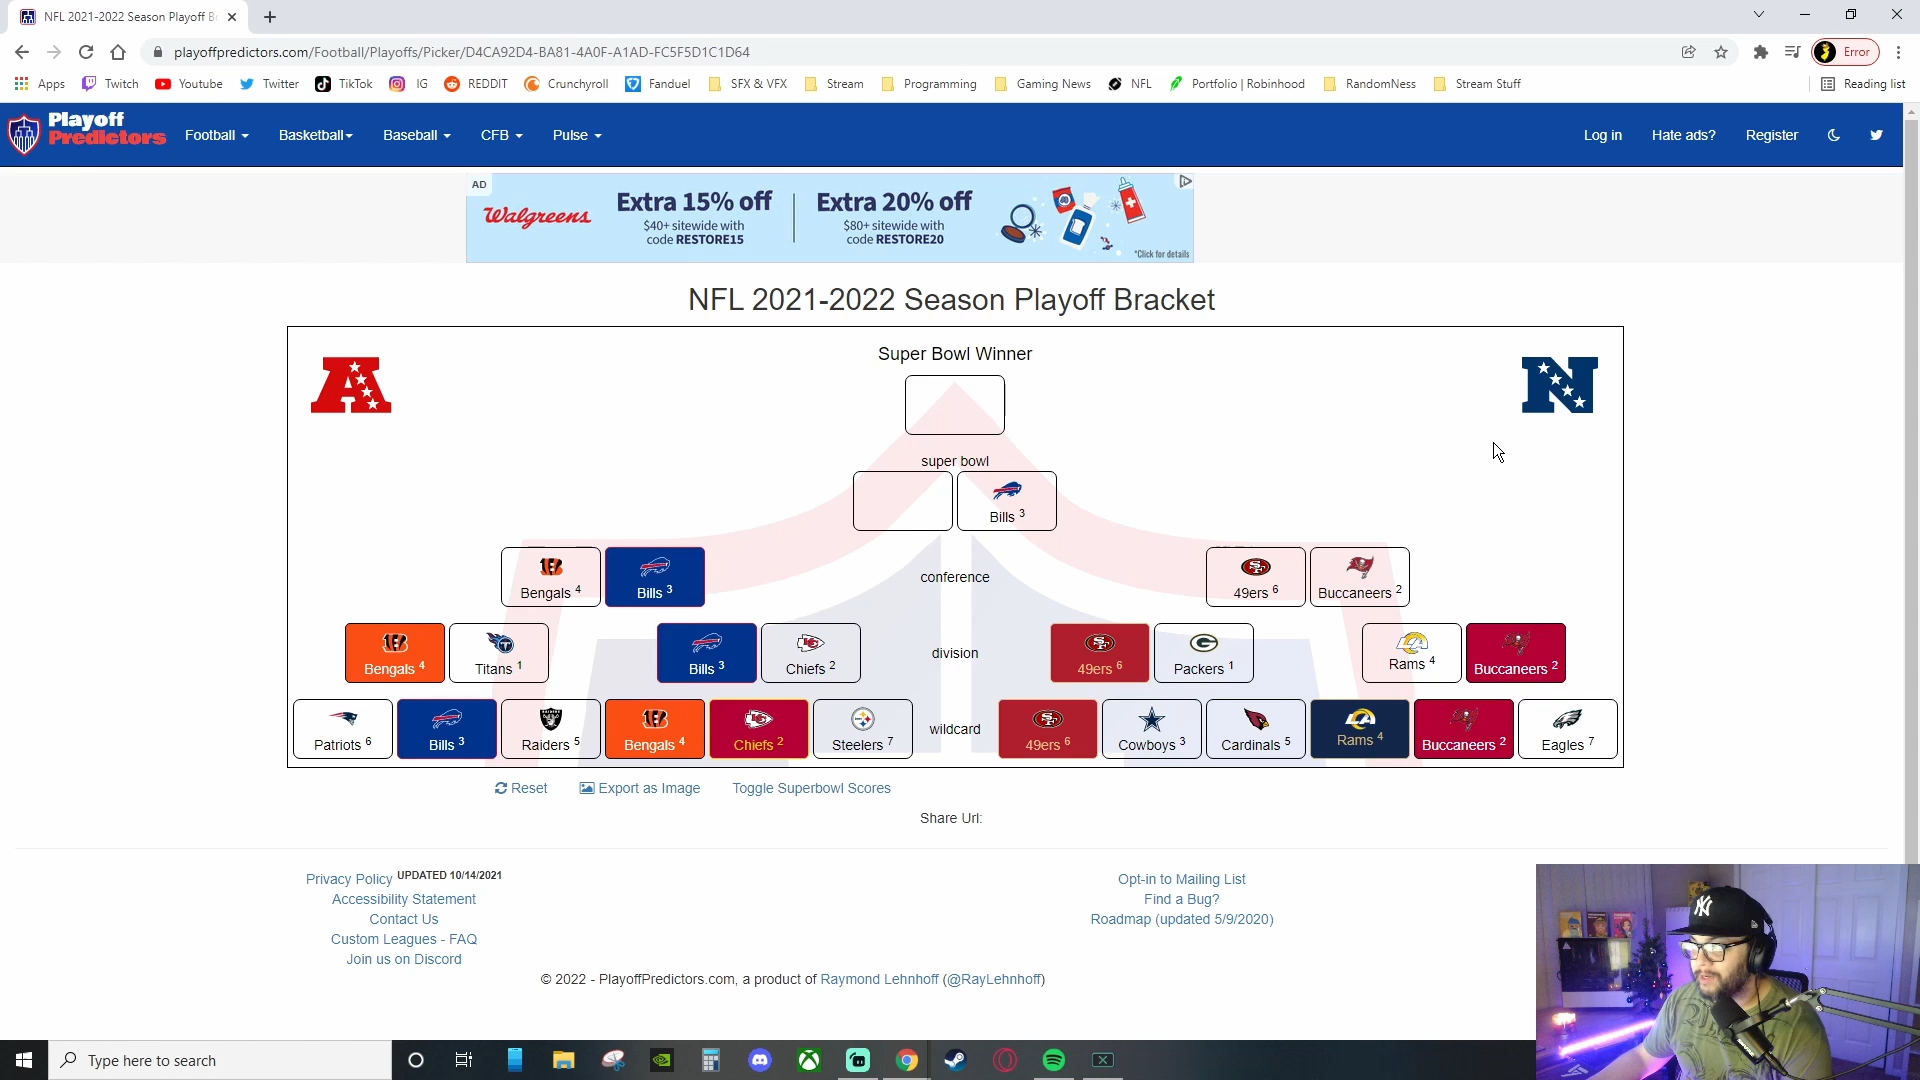 NFL 2021-2022 Season Playoff Br
playoffpredictors.com/Football/Playoffs/Picker/D4CA92D4-BA81-4A0F-A1AD-FC5F5D1C1D64
Error
Apps
Twitch
Youtube
Twitter
TikTok
IG
REDDIT
Crunchyroll
Fanduel
SFX & VFX
Stream
Programming
Gaming News
NFL
Portfolio | Robinhood
RandomNess
Stream Stuff
Reading list
Playoff
Predictors
Football
Basketball
Baseball
CFB
Pulse
Log in
Hate ads?
Register
AD
Walgreens
Extra 15% off
$40+ sitewide with
code RESTORE15
Extra 20% off
$80+ sitewide with
code RESTORE20
*Click for details
NFL 2021-2022 Season Playoff Bracket
A
N
Super Bowl Winner
super bowl
Bills 3
Bengals 4
Bills 3
conference
49ers 6
Buccaneers 2
Bengals 4
Titans 1
Bills 3
Chiefs 2
division
49ers 6
Packers 1
Rams 4
Buccaneers 2
Patriots 6
Bills 3
Raiders 5
Bengals 4
Chiefs 2
Steelers 7
wildcard
49ers 6
Cowboys 3
Cardinals 5
Rams 4
Buccaneers 2
Eagles 7
Reset
Export as Image
Toggle Superbowl Scores
Share Url:
Privacy Policy UPDATED 10/14/2021
Accessibility Statement
Contact Us
Custom Leagues - FAQ
Join us on Discord
Opt-in to Mailing List
Find a Bug?
Roadmap (updated 5/9/2020)
© 2022 - PlayoffPredictors.com, a product of Raymond Lehnhoff (@RayLehnhoff)
Type here to search